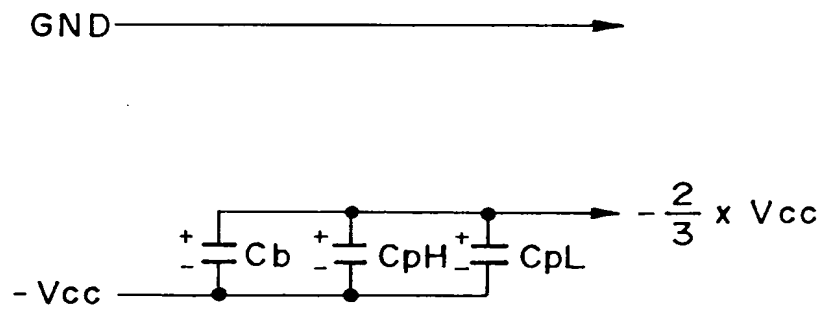 GND
- 2/3 x Vcc
+ - Cb + - CpH + - CpL
-Vcc